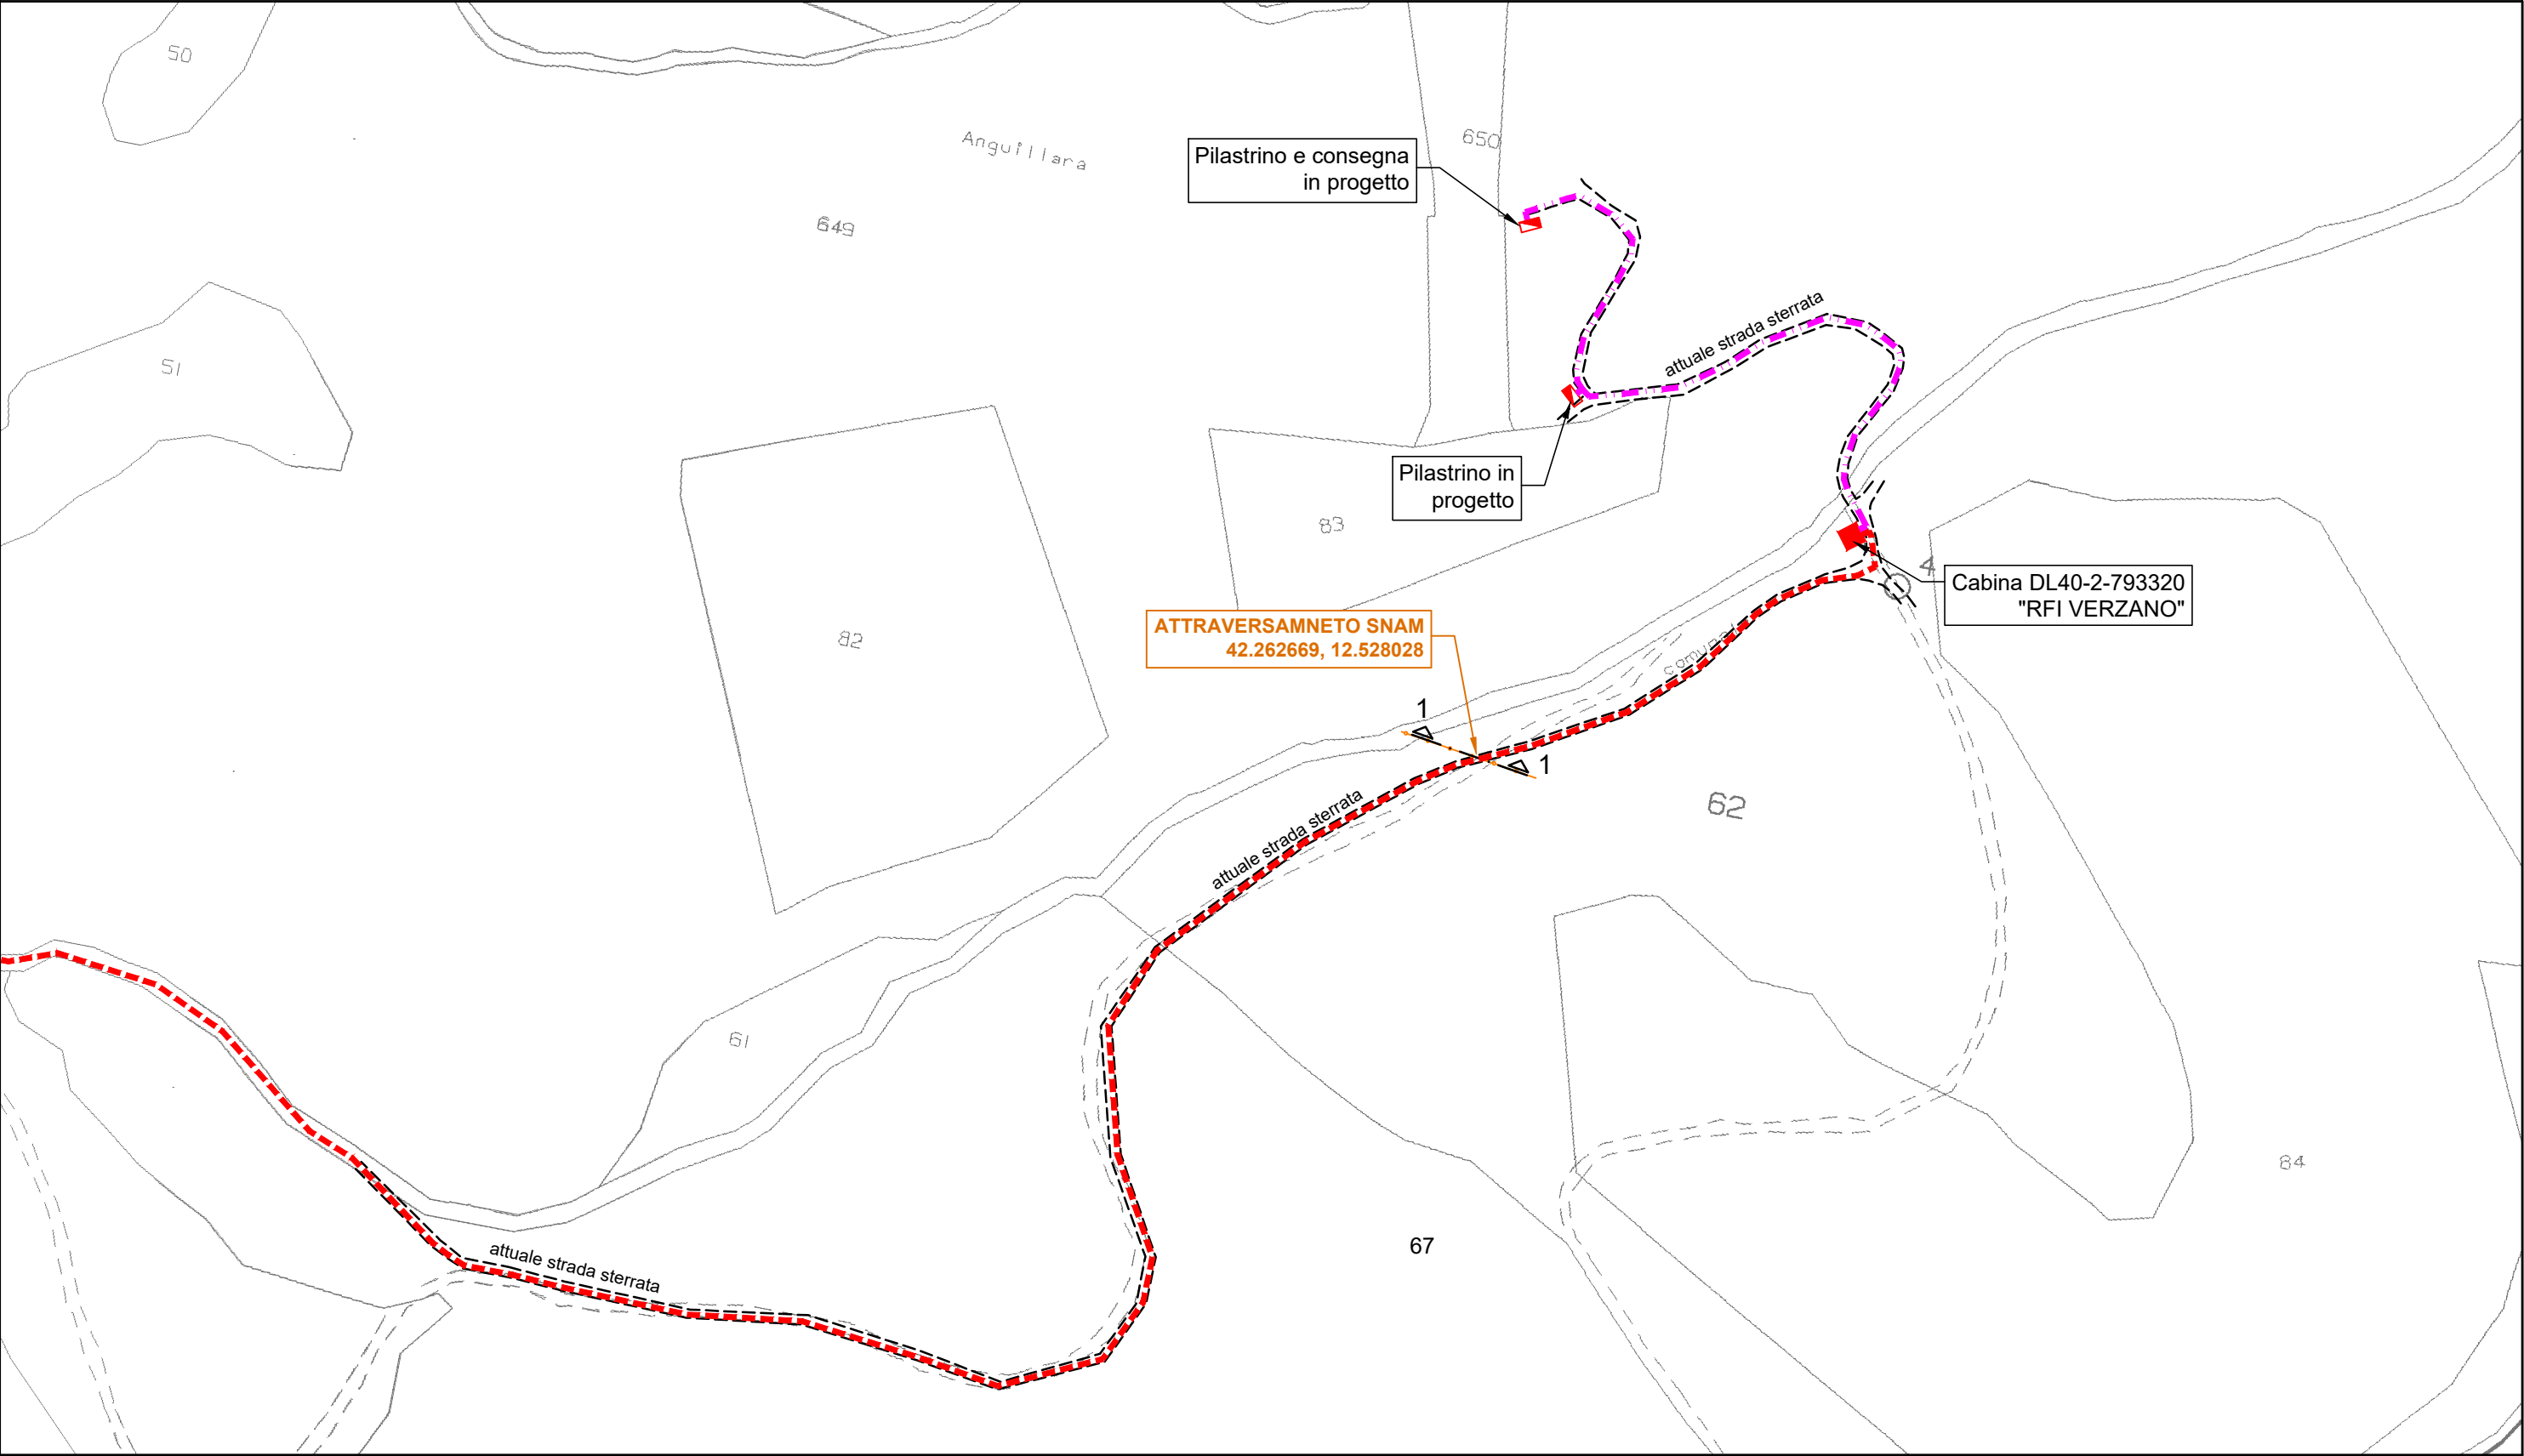 50
Anguillara
650
Pilastrino e consegna
in progetto
649
attuale strada sterrata
51
Pilastrino in
progetto
83
4
Cabina DL40-2-793320
"RFI VERZANO"
ATTRAVERSAMNETO SNAM
42.262669, 12.528028
82
1
1
attuale strada sterrata
62
61
84
67
attuale strada sterrata